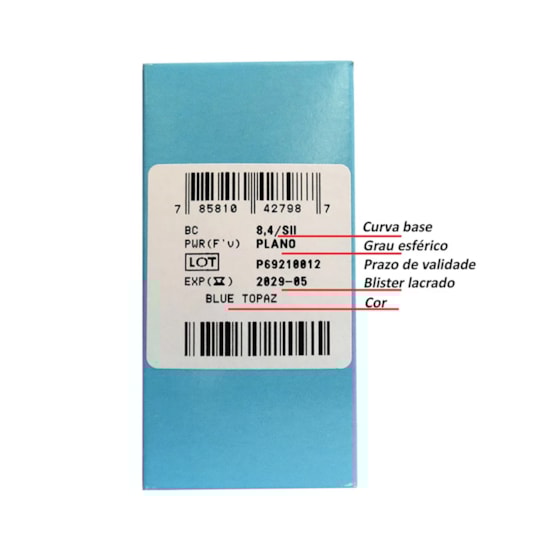 7 85810 42798 7
BC 8,4/SII Curva base
PWR(F'υ) PLANO Grau esférico
LOT P69210012 Prazo de validade
EXP(⧖) 2029-05 Blister lacrado
BLUE TOPAZ Cor